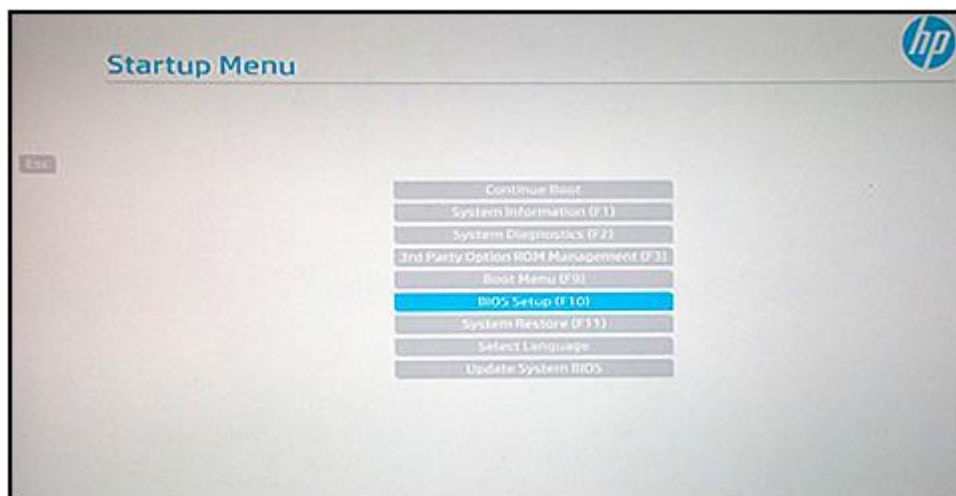 hp
Startup Menu
Esc
Continue Boot
System Information (F1)
System Diagnostics (F2)
3rd Party Option ROM Management (F3)
Boot Menu (F9)
BIOS Setup (F10)
System Restore (F11)
Select Language
Update System BIOS